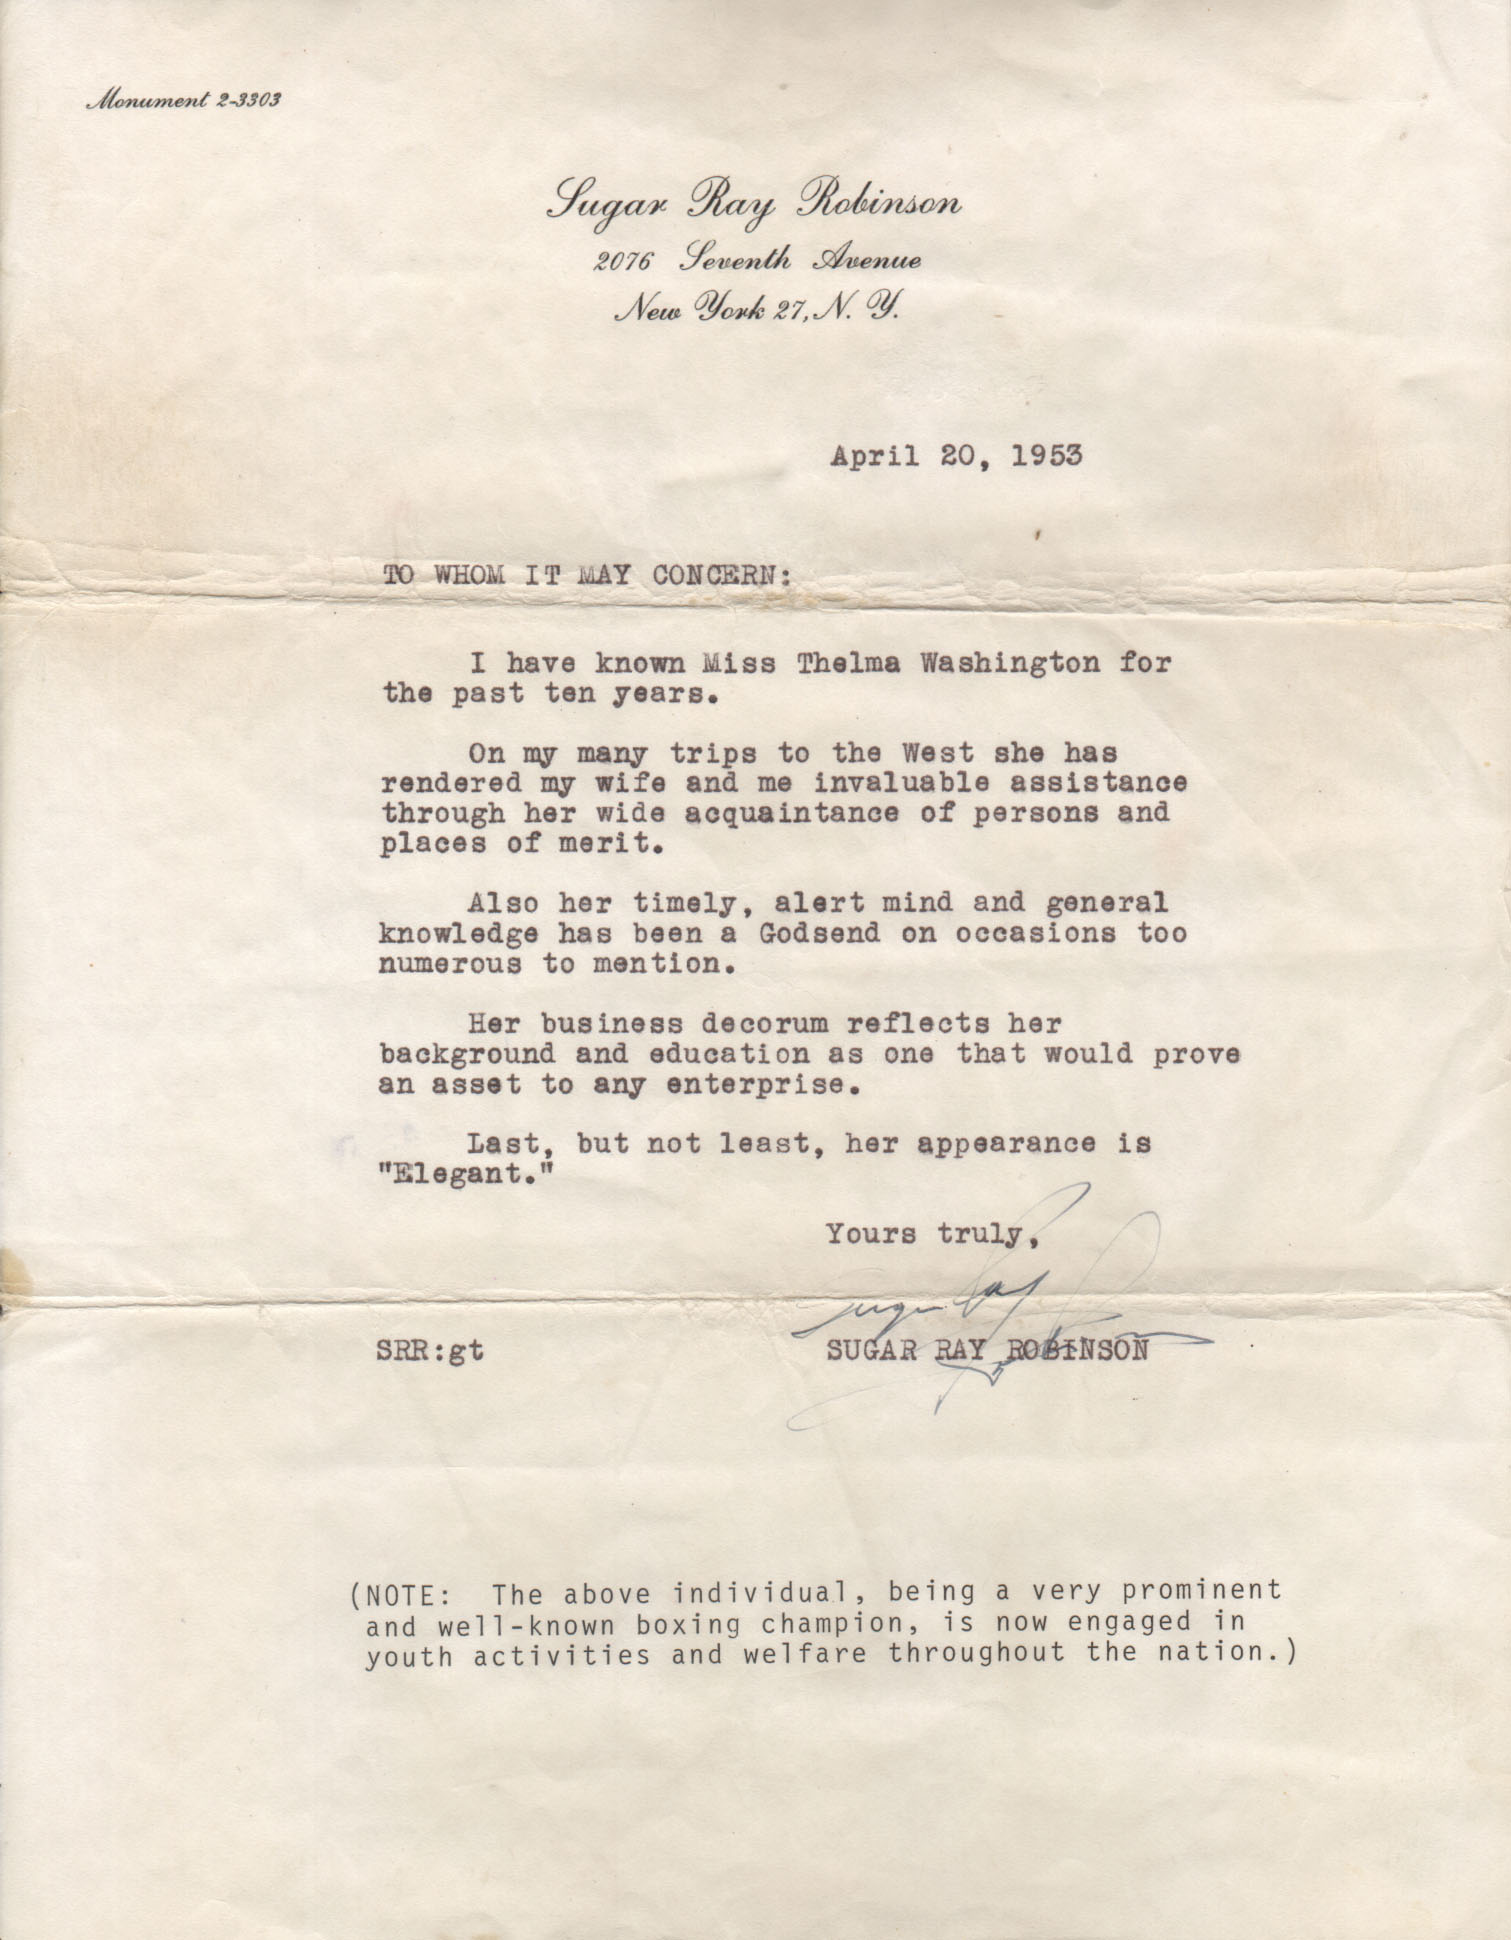 Monument 2-3303
Sugar Ray Robinson
2076 Seventh Avenue
New York 27, N. Y.
April 20, 1953
TO WHOM IT MAY CONCERN:
I have known Miss Thelma Washington for
the past ten years.
On my many trips to the West she has
rendered my wife and me invaluable assistance
through her wide acquaintance of persons and
places of merit.
Also her timely, alert mind and general
knowledge has been a Godsend on occasions too
numerous to mention.
Her business decorum reflects her
background and education as one that would prove
an asset to any enterprise.
Last, but not least, her appearance is
"Elegant."
Yours truly,
Sugar Ray Robinson
SRR:gt SUGAR RAY ROBINSON
(NOTE: The above individual, being a very prominent
and well-known boxing champion, is now engaged in
youth activities and welfare throughout the nation.)